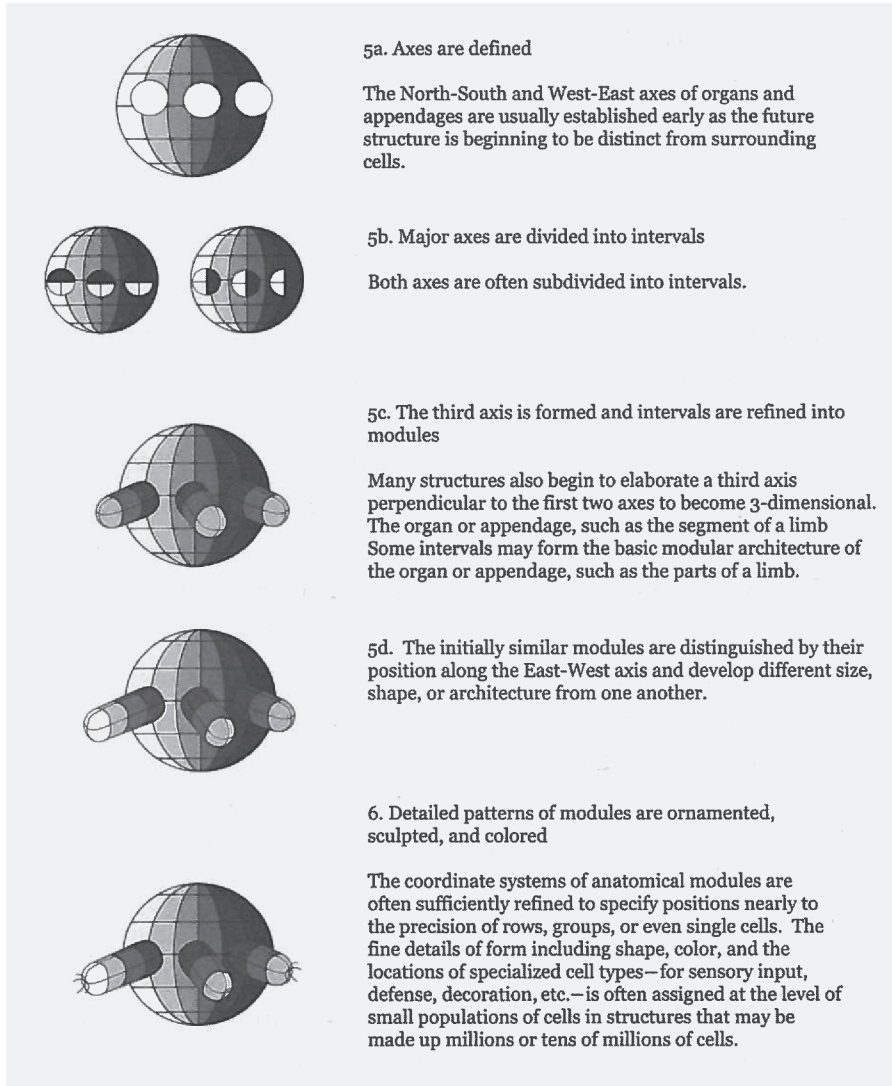 5a. Axes are defined
The North-South and West-East axes of organs and
appendages are usually established early as the future
structure is beginning to be distinct from surrounding
cells.
5b. Major axes are divided into intervals
Both axes are often subdivided into intervals.
5c. The third axis is formed and intervals are refined into
modules
Many structures also begin to elaborate a third axis
perpendicular to the first two axes to become 3-dimensional.
The organ or appendage, such as the segment of a limb
Some intervals may form the basic modular architecture of
the organ or appendage, such as the parts of a limb.
5d. The initially similar modules are distinguished by their
position along the East-West axis and develop different size,
shape, or architecture from one another.
6. Detailed patterns of modules are ornamented,
sculpted, and colored
The coordinate systems of anatomical modules are
often sufficiently refined to specify positions nearly to
the precision of rows, groups, or even single cells. The
fine details of form including shape, color, and the
locations of specialized cell types—for sensory input,
defense, decoration, etc.—is often assigned at the level of
small populations of cells in structures that may be
made up millions or tens of millions of cells.